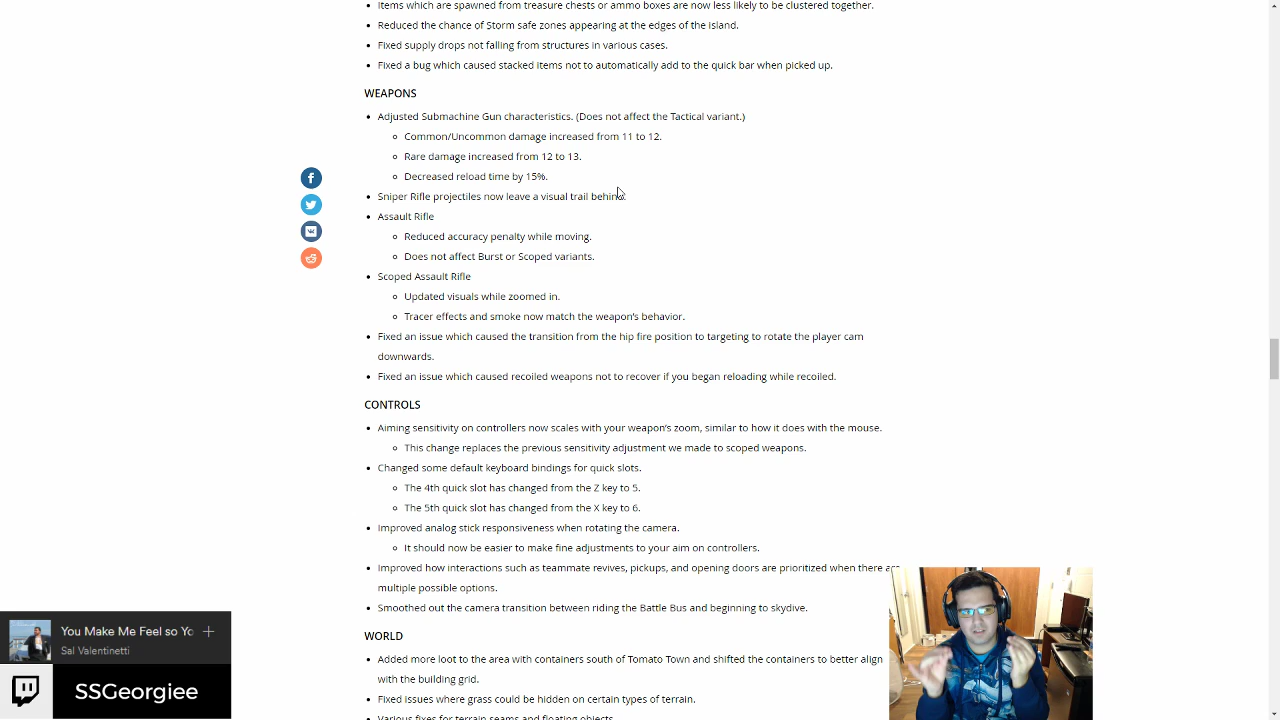 Items which are spawned from treasure chests or ammo boxes are now less likely to be clustered together.
Reduced the chance of Storm safe zones appearing at the edges of the island.
Fixed supply drops not falling from structures in various cases.
Fixed a bug which caused stacked items not to automatically add to the quick bar when picked up.
WEAPONS
Adjusted Submachine Gun characteristics. (Does not affect the Tactical variant.)
Common/Uncommon damage increased from 11 to 12.
Rare damage increased from 12 to 13.
Decreased reload time by 15%.
Sniper Rifle projectiles now leave a visual trail behind.
Assault Rifle
Reduced accuracy penalty while moving.
Does not affect Burst or Scoped variants.
Scoped Assault Rifle
Updated visuals while zoomed in.
Tracer effects and smoke now match the weapon's behavior.
Fixed an issue which caused the transition from the hip fire position to targeting to rotate the player cam
downwards.
Fixed an issue which caused recoiled weapons not to recover if you began reloading while recoiled.
CONTROLS
Aiming sensitivity on controllers now scales with your weapon's zoom, similar to how it does with the mouse.
This change replaces the previous sensitivity adjustment we made to scoped weapons.
Changed some default keyboard bindings for quick slots.
The 4th quick slot has changed from the Z key to 5.
The 5th quick slot has changed from the X key to 6.
Improved analog stick responsiveness when rotating the camera.
It should now be easier to make fine adjustments to your aim on controllers.
Improved how interactions such as teammate revives, pickups, and opening doors are prioritized when there
multiple possible options.
Smoothed out the camera transition between riding the Battle Bus and beginning to skydive.
WORLD
Added more loot to the area with containers south of Tomato Town and shifted the containers to better align
with the building grid.
Fixed issues where grass could be hidden on certain types of terrain.
Various fixes for terrain seams and floating objects.
You Make Me Feel so Yo
Sal Valentinetti
SSGeorgiee